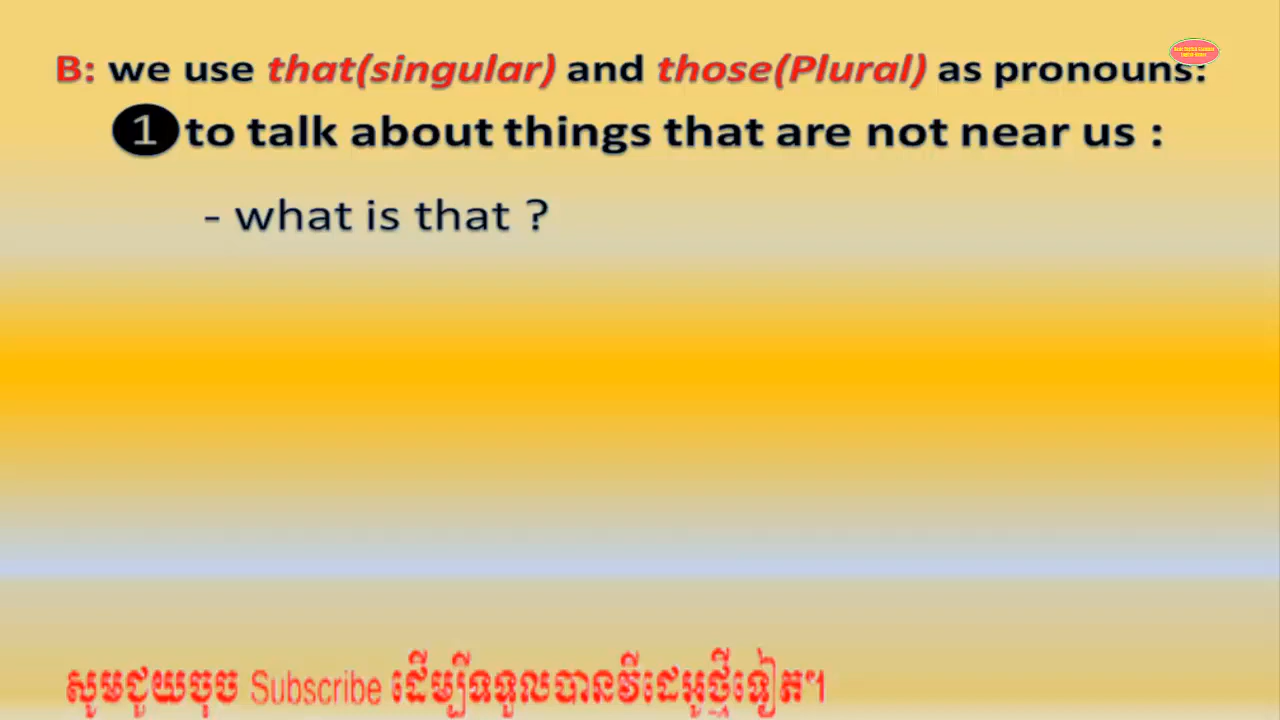 B: we use that(singular) and those(Plural) as pronouns:
1 to talk about things that are not near us :
- what is that ?
សូមជួយចុច Subscribe ដើម្បីទទួលបានវីដេអូថ្មីទៀត។